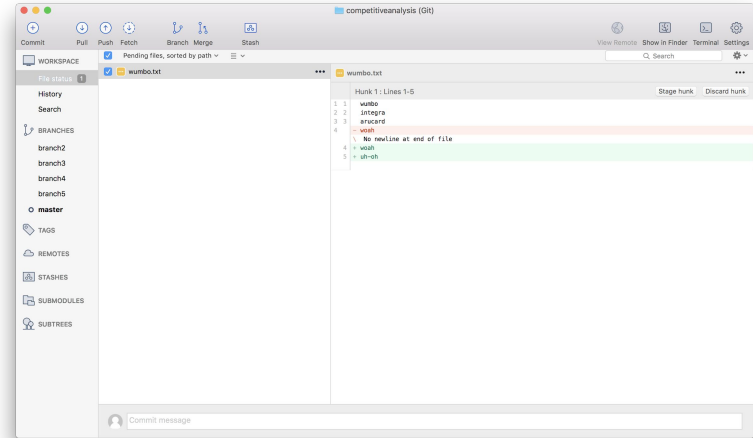 competitiveanalysis (Git)
Commit Pull Push Fetch Branch Merge Stash View Remote Show in Finder Terminal Settings
WORKSPACE
File status 1
History
Search
BRANCHES
branch2
branch3
branch4
branch5
master
TAGS
REMOTES
STASHES
SUBMODULES
SUBTREES
Pending files, sorted by path
Search
wumbo.txt
wumbo.txt
Hunk 1 : Lines 1-5 Stage hunk Discard hunk
1 1 wumbo
2 2 integra
3 3 arucard
4 - woah
\ No newline at end of file
4 + woah
5 + uh-oh
Commit message